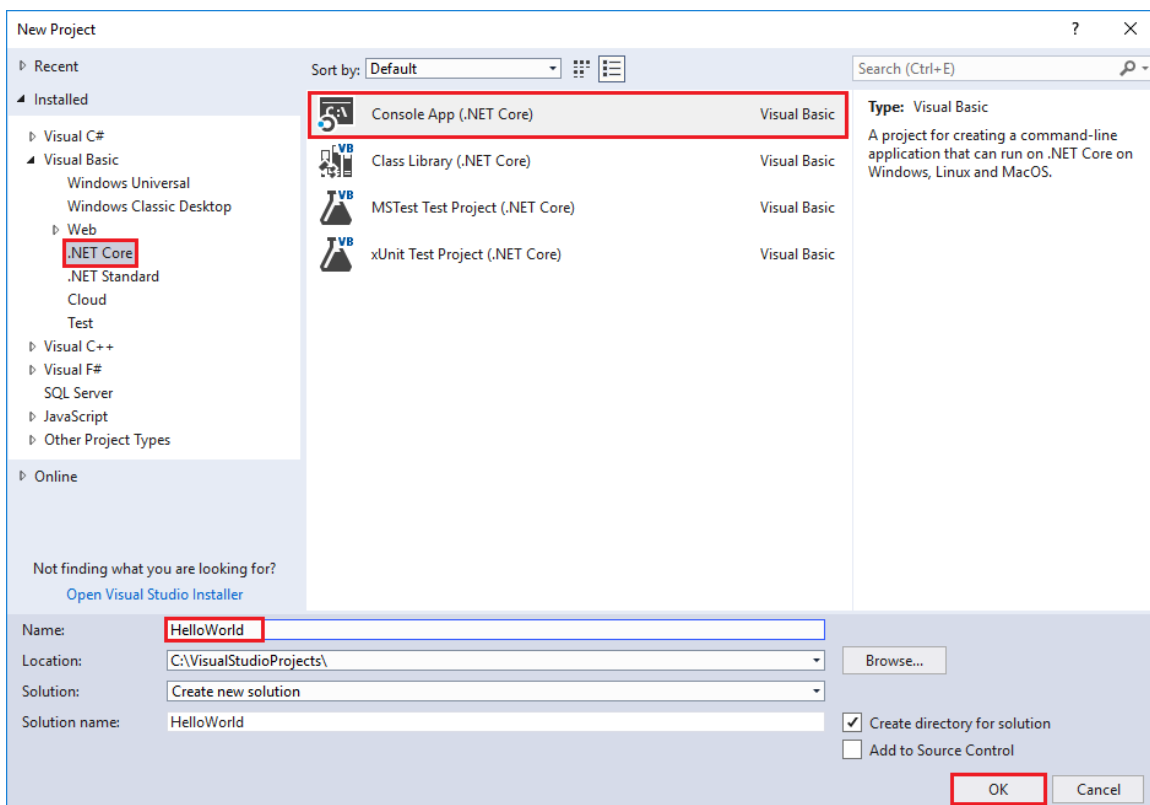 New Project
?
Recent
Installed
Visual C#
Visual Basic
Windows Universal
Windows Classic Desktop
Web
.NET Core
.NET Standard
Cloud
Test
Visual C++
Visual F#
SQL Server
JavaScript
Other Project Types
Online
Not finding what you are looking for?
Open Visual Studio Installer
Sort by: Default
C:\
Console App (.NET Core) Visual Basic
VB
Class Library (.NET Core) Visual Basic
VB
MSTest Test Project (.NET Core) Visual Basic
VB
xUnit Test Project (.NET Core) Visual Basic
Search (Ctrl+E)
Type: Visual Basic
A project for creating a command-line
application that can run on .NET Core on
Windows, Linux and MacOS.
Name: HelloWorld
Location: C:\VisualStudioProjects\ Browse...
Solution: Create new solution
Solution name: HelloWorld
Create directory for solution
Add to Source Control
OK Cancel